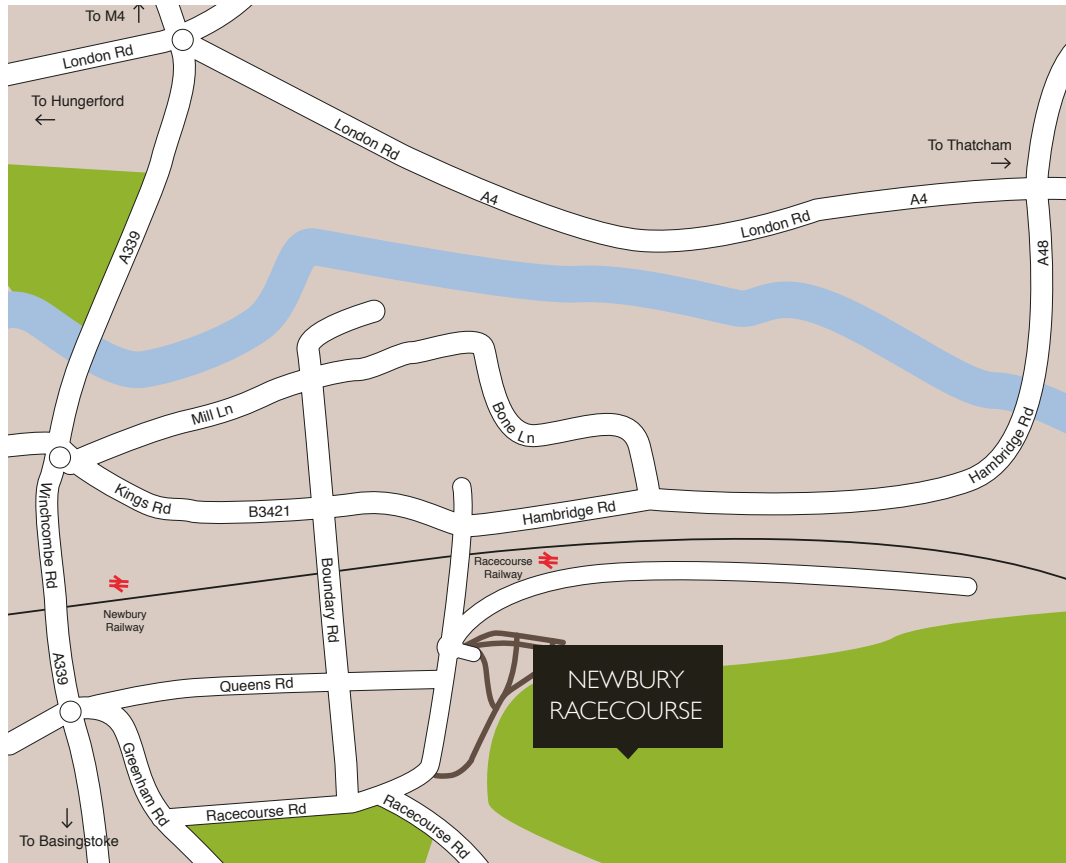 To M4
London Rd
To Hungerford
London Rd
To Thatcham
A4
A4
London Rd
A339
A48
Mill Ln
Bone Ln
Hambridge Rd
Kings Rd
B3421
Hambridge Rd
Winchcombe Rd
Boundary Rd
Racecourse
Railway
Newbury
Railway
A339
Queens Rd
NEWBURY
RACECOURSE
Greenham Rd
Racecourse Rd
Racecourse Rd
To Basingstoke